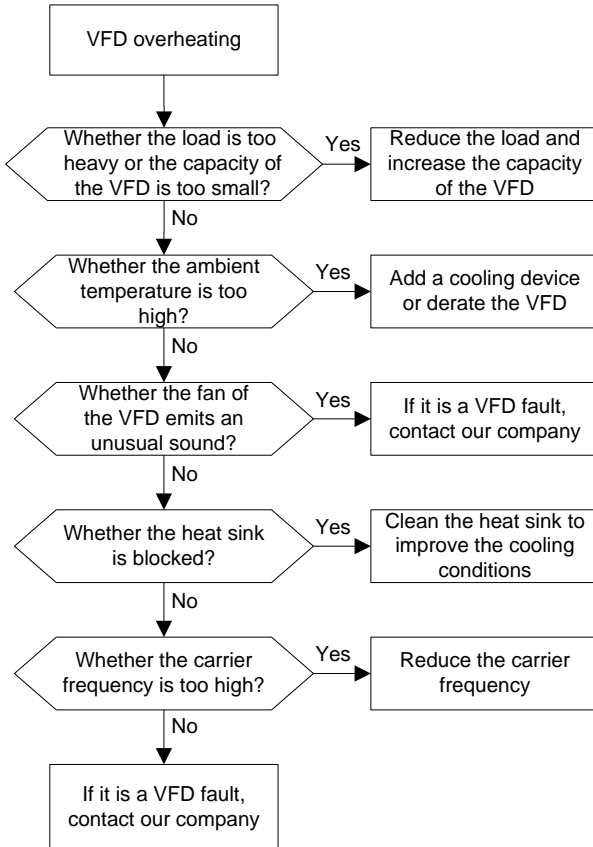 VFD overheating
Whether the load is too
heavy or the capacity of
the VFD is too small?
Yes
Reduce the load and
increase the capacity
of the VFD
No
Whether the ambient
temperature is too
high?
Yes
Add a cooling device
or derate the VFD
No
Whether the fan of
the VFD emits an
unusual sound?
Yes
If it is a VFD fault,
contact our company
No
Whether the heat sink
is blocked?
Yes
Clean the heat sink to
improve the cooling
conditions
No
Whether the carrier
frequency is too high?
Yes
Reduce the carrier
frequency
No
If it is a VFD fault,
contact our company